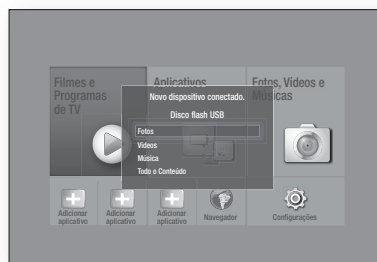 Filmes e
Programas
de TV
Aplicativos
Fotos, Vídeos e
Músicas
Novo dispositivo conectado.
Disco flash USB
Fotos
Vídeos
Música
Todo o Conteúdo
Adicionar
aplicativo
Adicionar
aplicativo
Adicionar
aplicativo
Navegador
Configurações